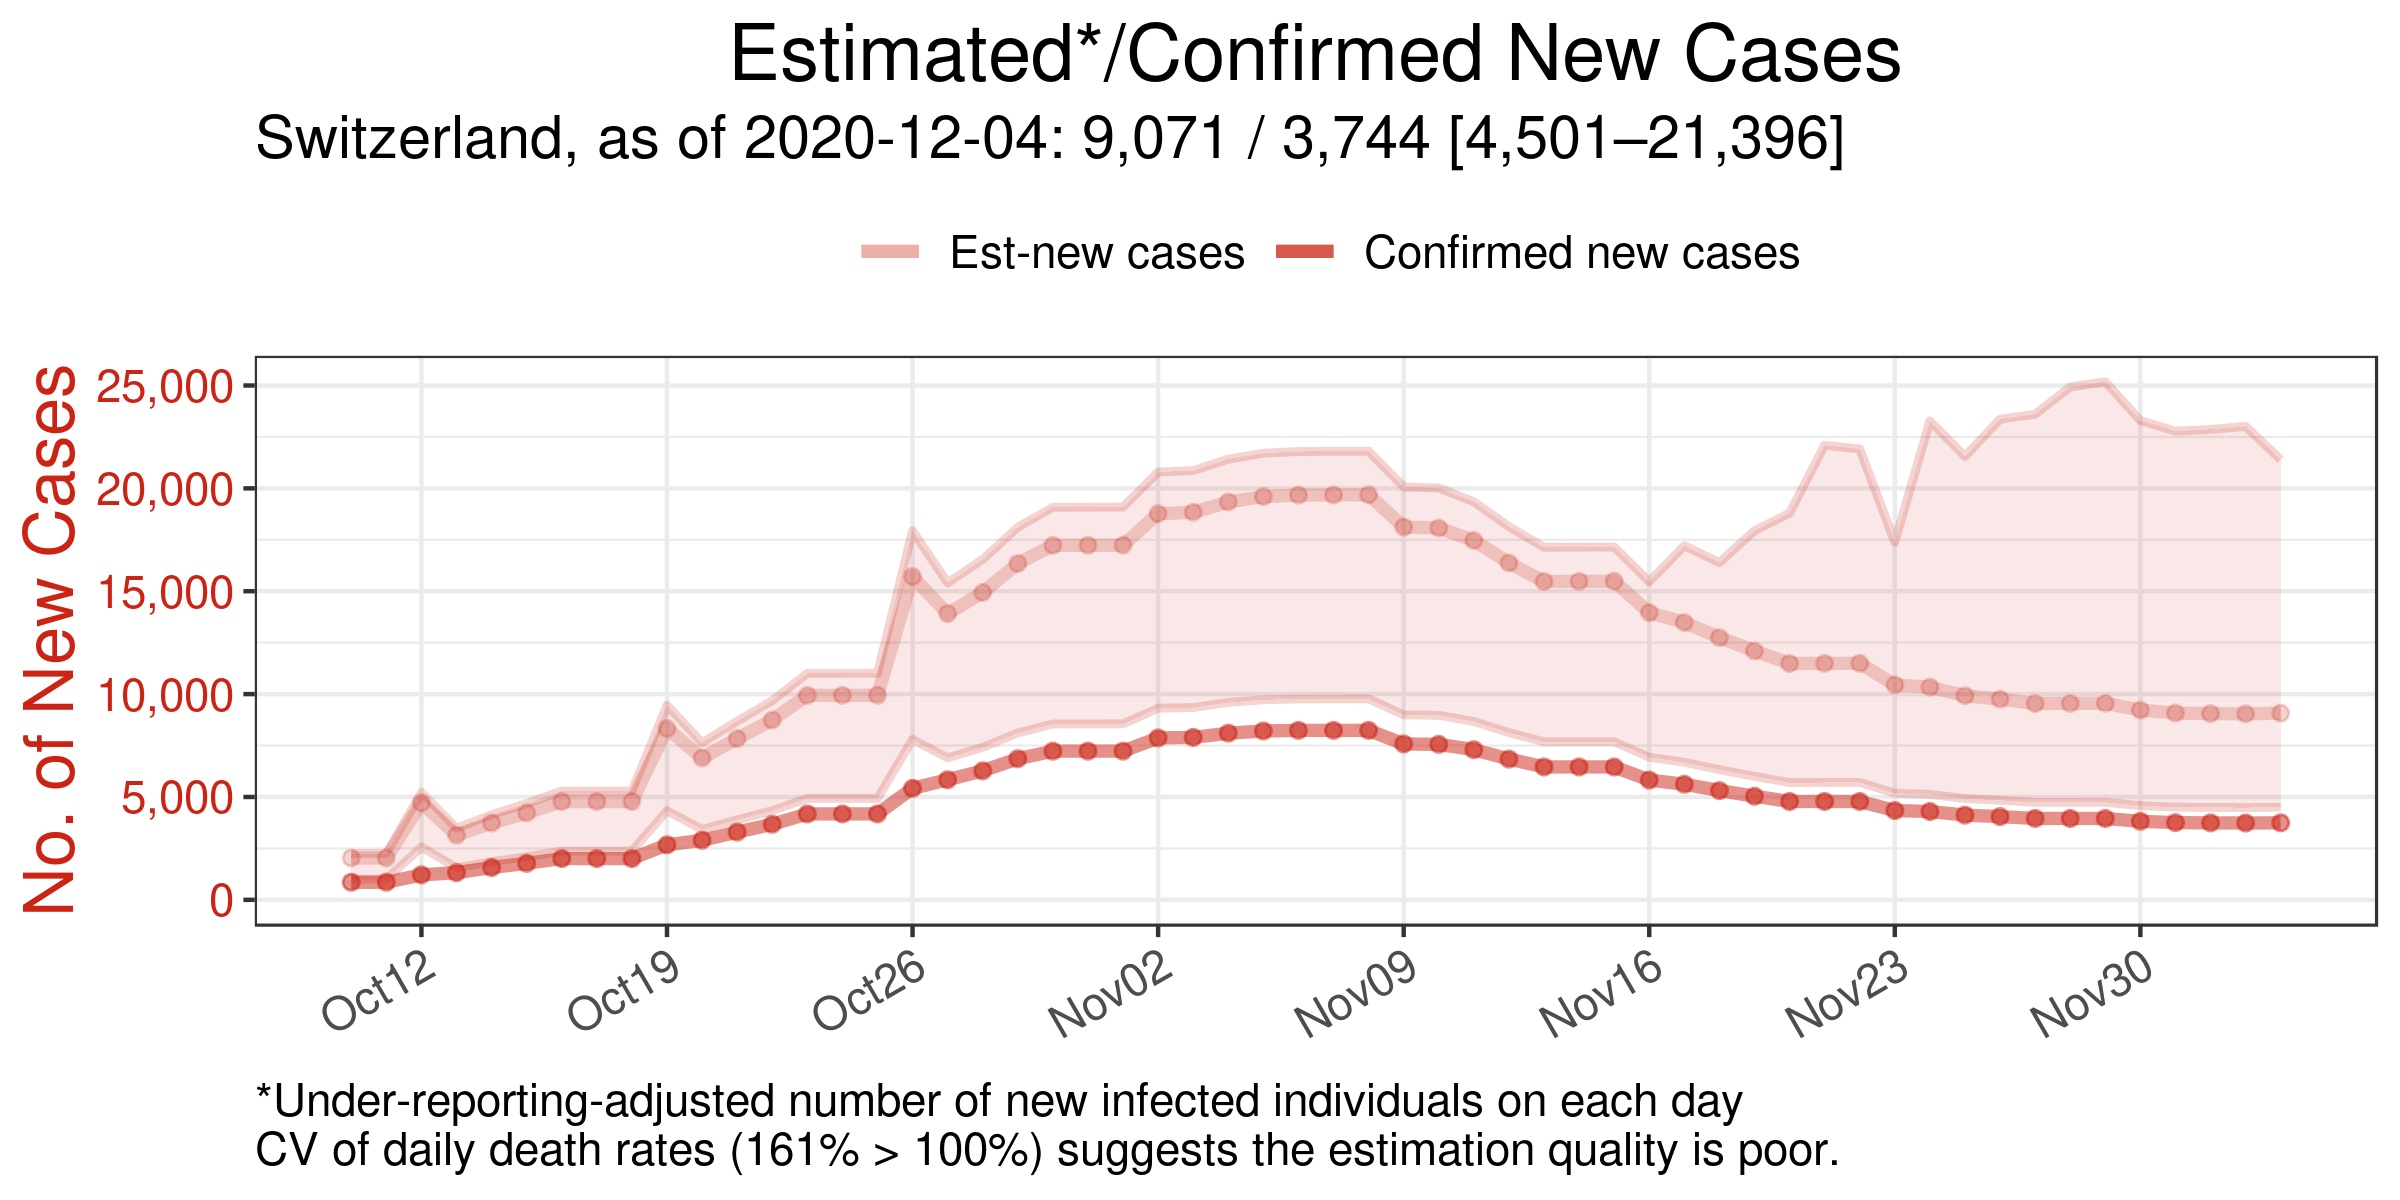 Estimated*/Confirmed New Cases
Switzerland, as of 2020-12-04: 9,071 / 3,744 [4,501–21,396]
Est-new cases
Confirmed new cases
No. of New Cases
25,000
20,000
15,000
10,000
5,000
0
Oct12
Oct19
Oct26
Nov02
Nov09
Nov16
Nov23
Nov30
*Under-reporting-adjusted number of new infected individuals on each day
CV of daily death rates (161% > 100%) suggests the estimation quality is poor.